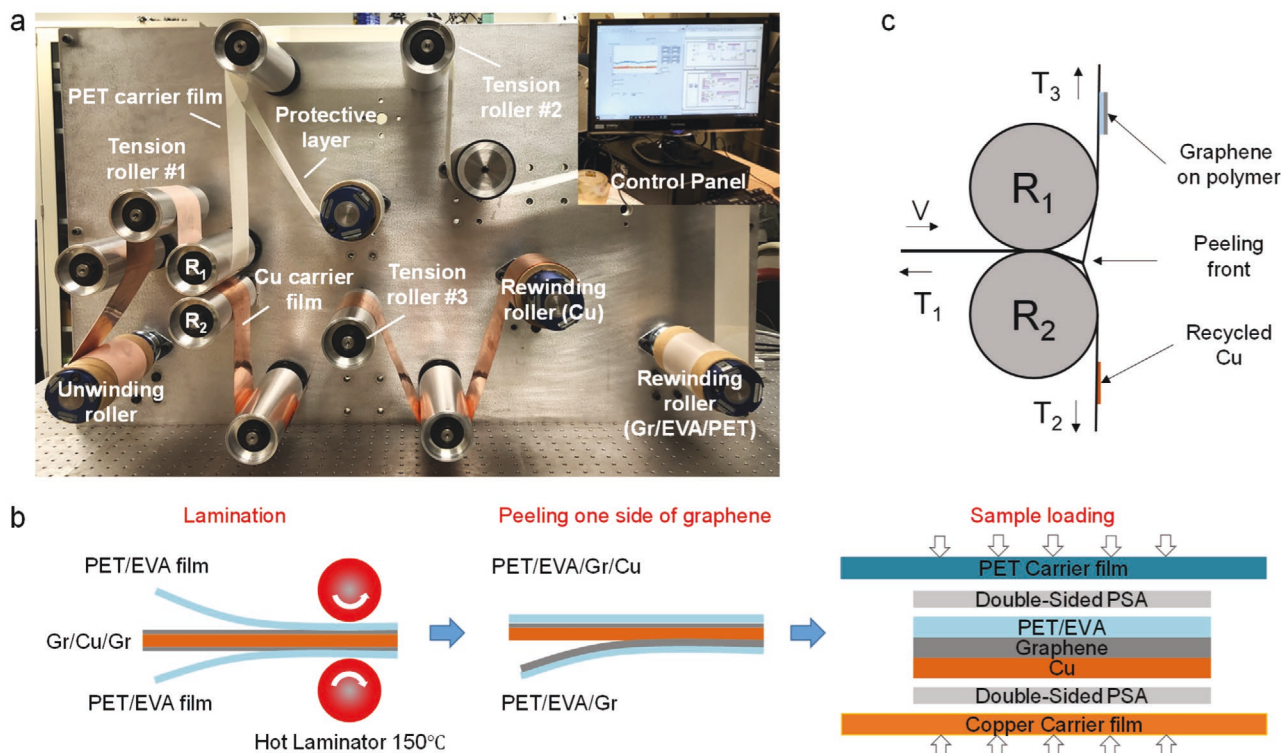 a
PET carrier film
Tension
roller #1
Protective
layer
Tension
roller #2
Control Panel
R1
R2
Cu carrier
film
Tension
roller #3
Rewinding
roller (Cu)
Unwinding
roller
Rewinding
roller
(Gr/EVA/PET)
c
T3
Graphene
on polymer
R1
V
Peeling
front
T1
R2
Recycled
Cu
T2
b
Lamination
PET/EVA film
Gr/Cu/Gr
PET/EVA film
Hot Laminator 150℃
Peeling one side of graphene
PET/EVA/Gr/Cu
PET/EVA/Gr
Sample loading
PET Carrier film
Double-Sided PSA
PET/EVA
Graphene
Cu
Double-Sided PSA
Copper Carrier film